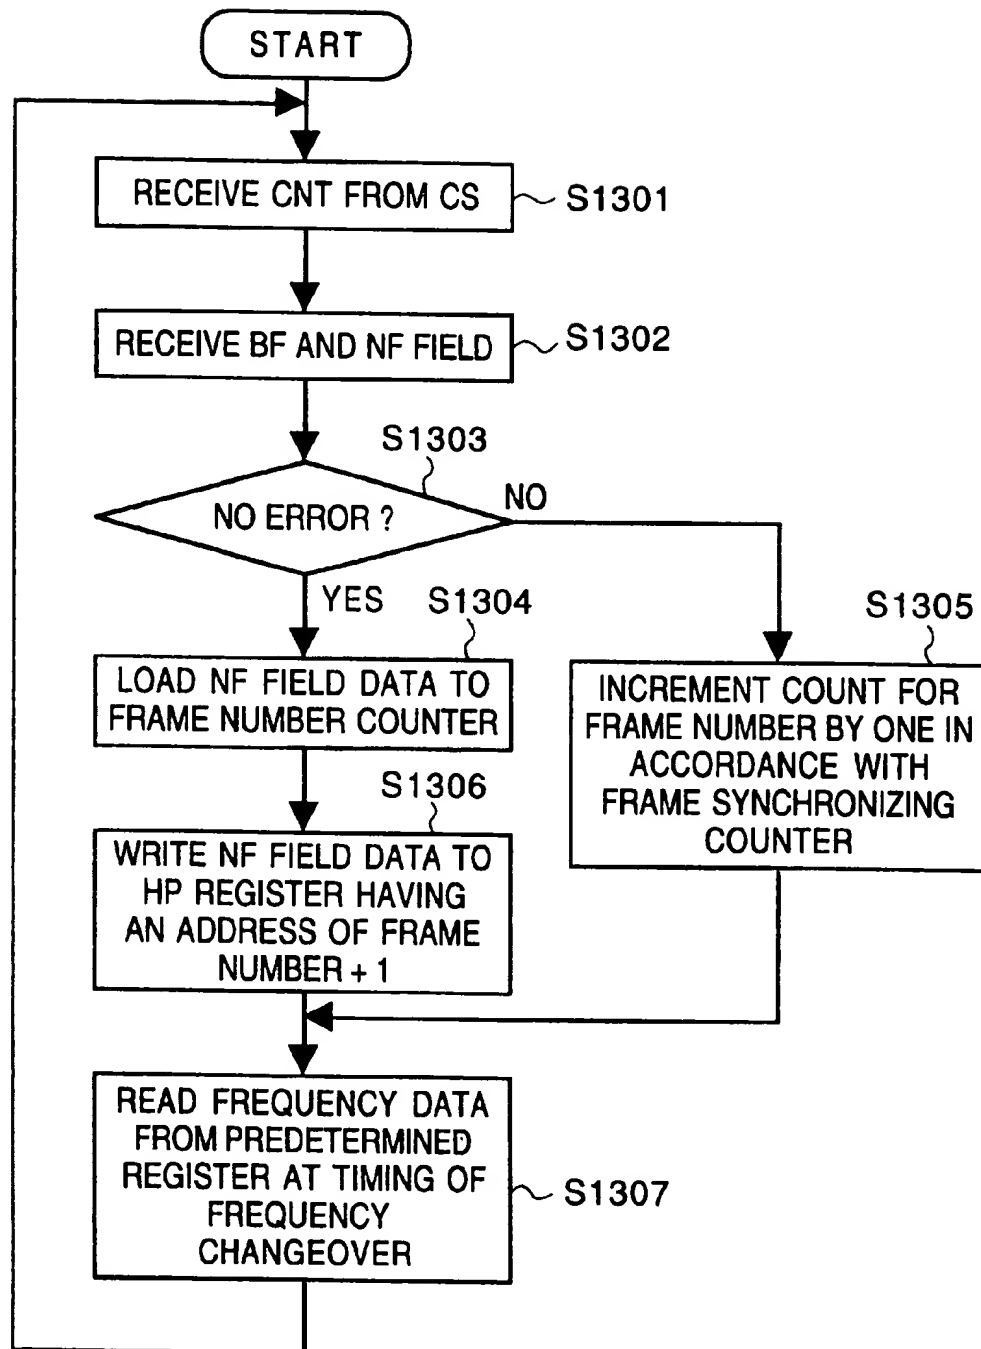 START
RECEIVE CNT FROM CS
S1301
RECEIVE BF AND NF FIELD
S1302
S1303
NO ERROR ?
NO
YES
S1304
LOAD NF FIELD DATA TO
FRAME NUMBER COUNTER
S1305
INCREMENT COUNT FOR
FRAME NUMBER BY ONE IN
ACCORDANCE WITH
FRAME SYNCHRONIZING
COUNTER
S1306
WRITE NF FIELD DATA TO
HP REGISTER HAVING
AN ADDRESS OF FRAME
NUMBER + 1
READ FREQUENCY DATA
FROM PREDETERMINED
REGISTER AT TIMING OF
FREQUENCY
CHANGEOVER
S1307